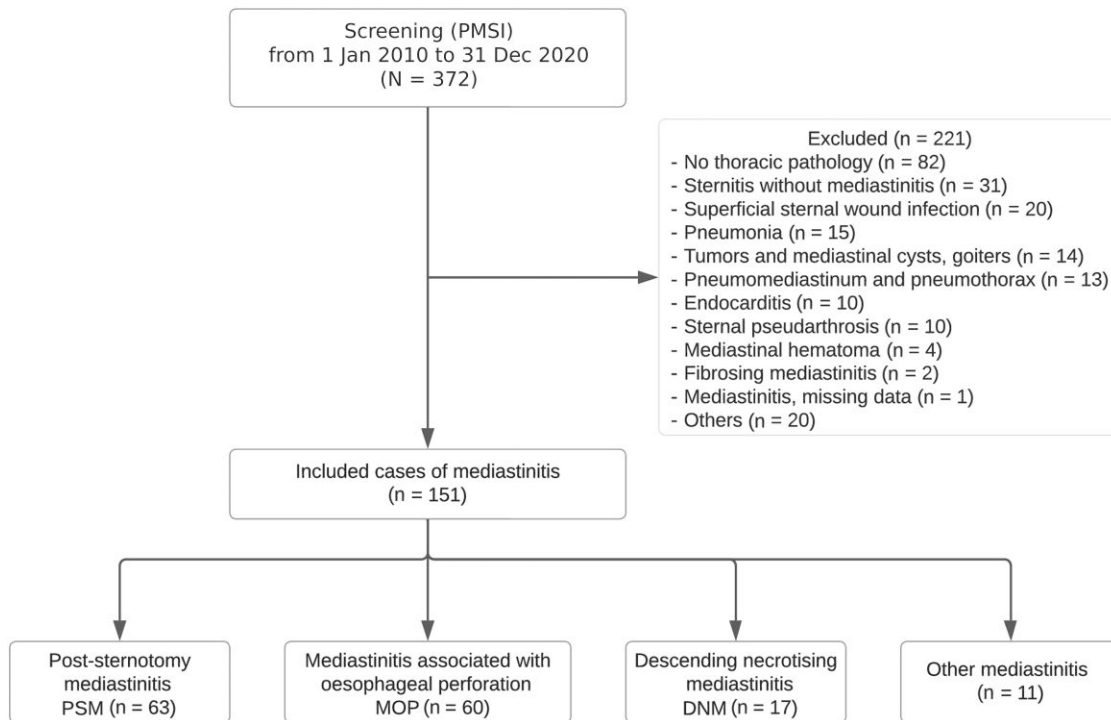 Screening (PMSI)
from 1 Jan 2010 to 31 Dec 2020
(N = 372)
Excluded (n = 221)
- No thoracic pathology (n = 82)
- Sternitis without mediastinitis (n = 31)
- Superficial sternal wound infection (n = 20)
- Pneumonia (n = 15)
- Tumors and mediastinal cysts, goiters (n = 14)
- Pneumomediastinum and pneumothorax (n = 13)
- Endocarditis (n = 10)
- Sternal pseudarthrosis (n = 10)
- Mediastinal hematoma (n = 4)
- Fibrosing mediastinitis (n = 2)
- Mediastinitis, missing data (n = 1)
- Others (n = 20)
Included cases of mediastinitis
(n = 151)
Post-sternotomy
mediastinitis
PSM (n = 63)
Mediastinitis associated with
oesophageal perforation
MOP (n = 60)
Descending necrotising
mediastinitis
DNM (n = 17)
Other mediastinitis
(n = 11)